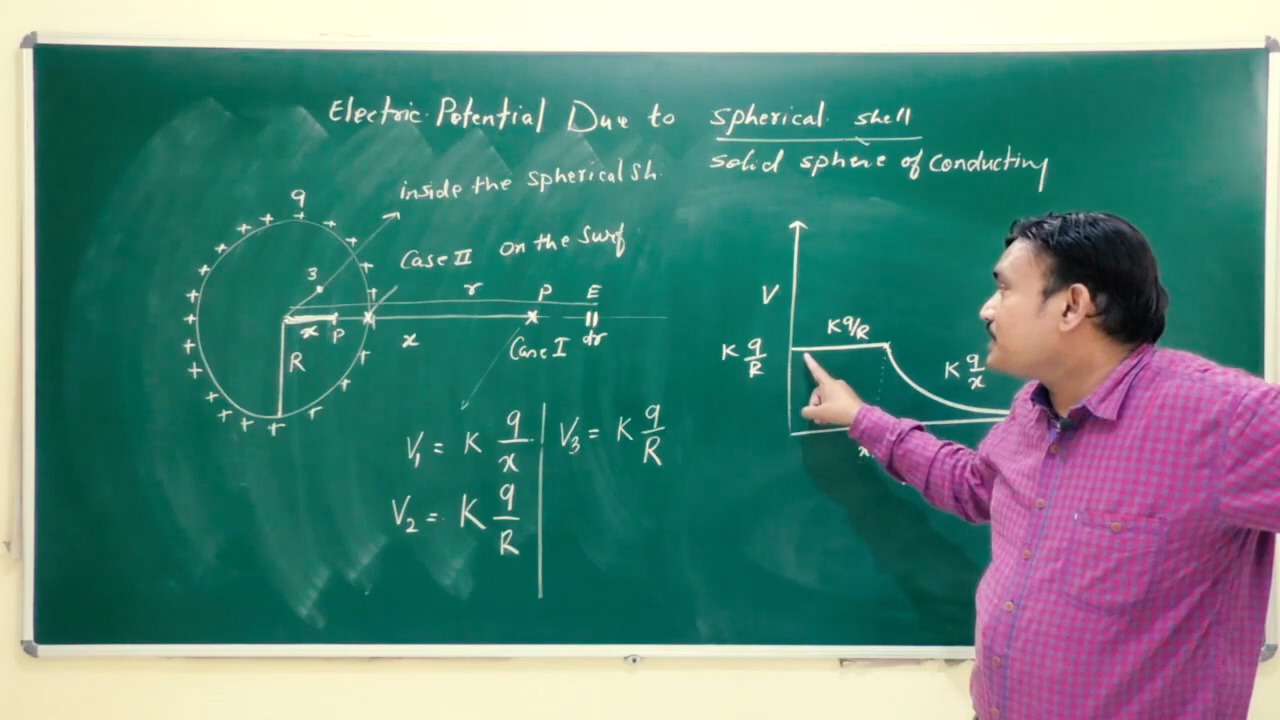 Electric Potential Due to spherical shell
solid sphere of conducting
inside the spherical sh.
Case II on the surf
q
3
r P E
x P x
R
Case I dr
V₁ = K q/x
V₂ = K q/R
V₃ = K q/R
V
K q/R
K q/R
K q/x
x